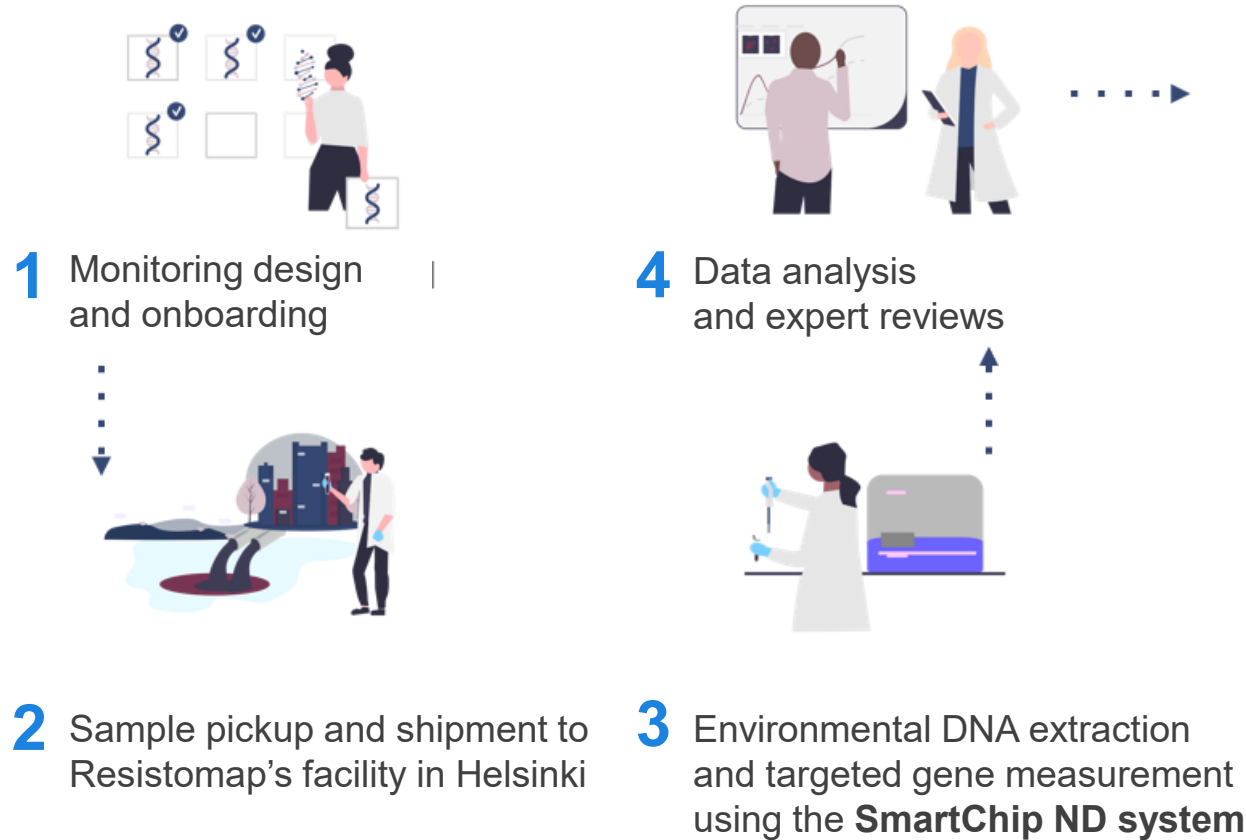 1 Monitoring design
and onboarding
2 Sample pickup and shipment to
Resistomap’s facility in Helsinki
3 Environmental DNA extraction
and targeted gene measurement
using the SmartChip ND system
4 Data analysis
and expert reviews